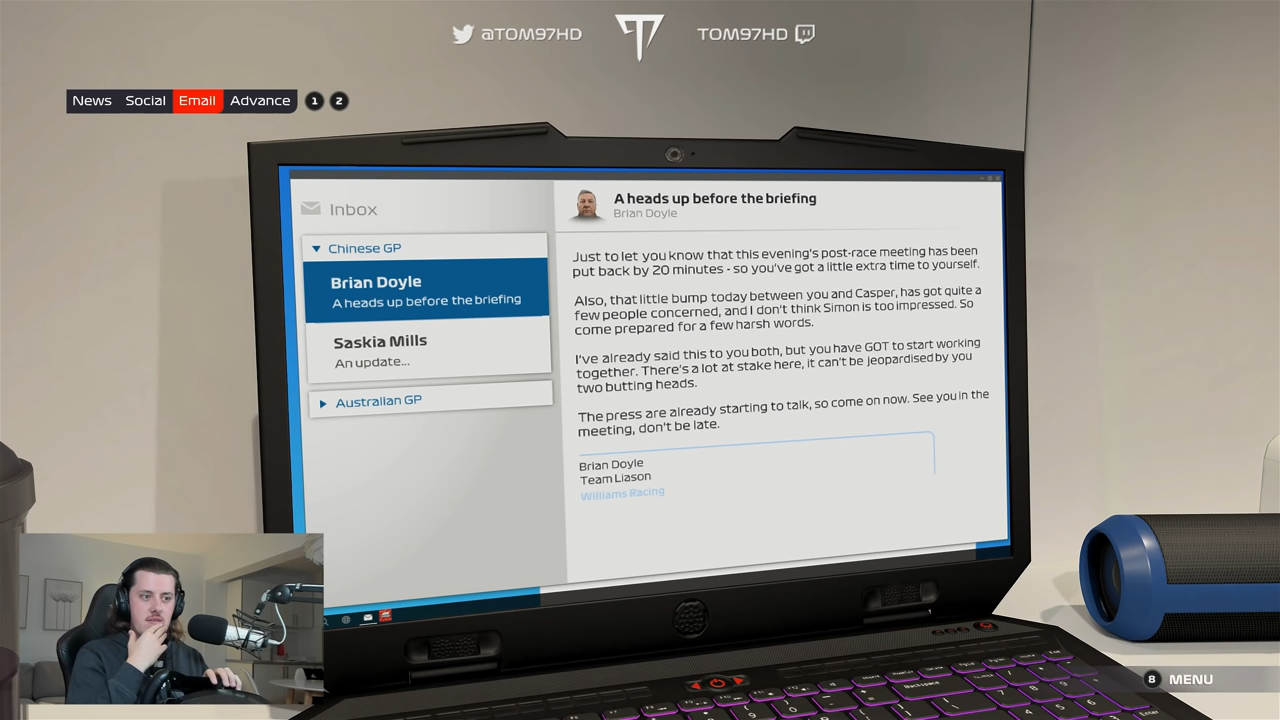 @TOM97HD
TOM97HD
News Social Email Advance 1 2
Inbox
Chinese GP
Brian Doyle
A heads up before the briefing
Saskia Mills
An update...
Australian GP
A heads up before the briefing
Brian Doyle
Just to let you know that this evening's post-race meeting has been
put back by 20 minutes - so you've got a little extra time to yourself.
Also, that little bump today between you and Casper, has got quite a
few people concerned, and I don't think Simon is too impressed. So
come prepared for a few harsh words.
I've already said this to you both, but you have GOT to start working
together. There's a lot at stake here, it can't be jeopardised by you
two butting heads.
The press are already starting to talk, so come on now. See you in the
meeting, don't be late.
Brian Doyle
Team Liason
Williams Racing
B MENU
Backspace